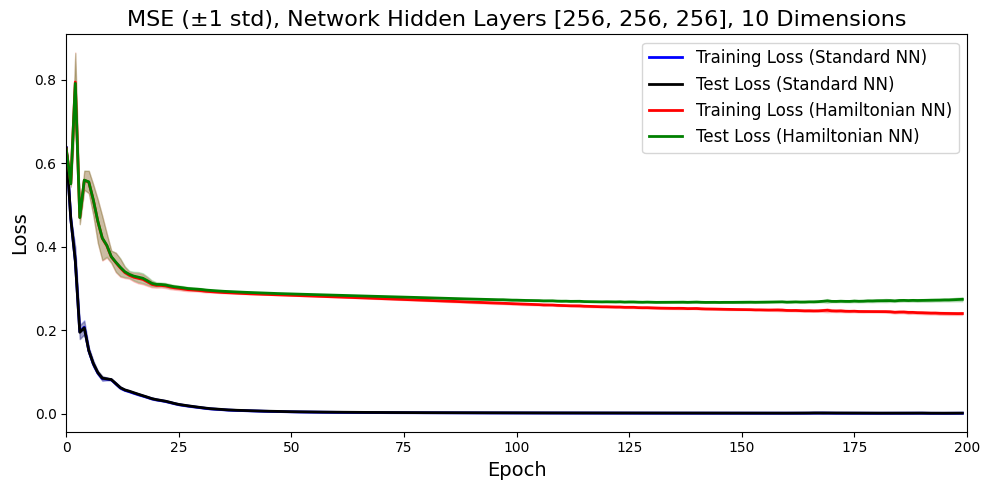 MSE (±1 std), Network Hidden Layers [256, 256, 256], 10 Dimensions
Training Loss (Standard NN)
Test Loss (Standard NN)
Training Loss (Hamiltonian NN)
Test Loss (Hamiltonian NN)
Loss
0.8
0.6
0.4
0.2
0.0
0 25 50 75 100 125 150 175 200
Epoch